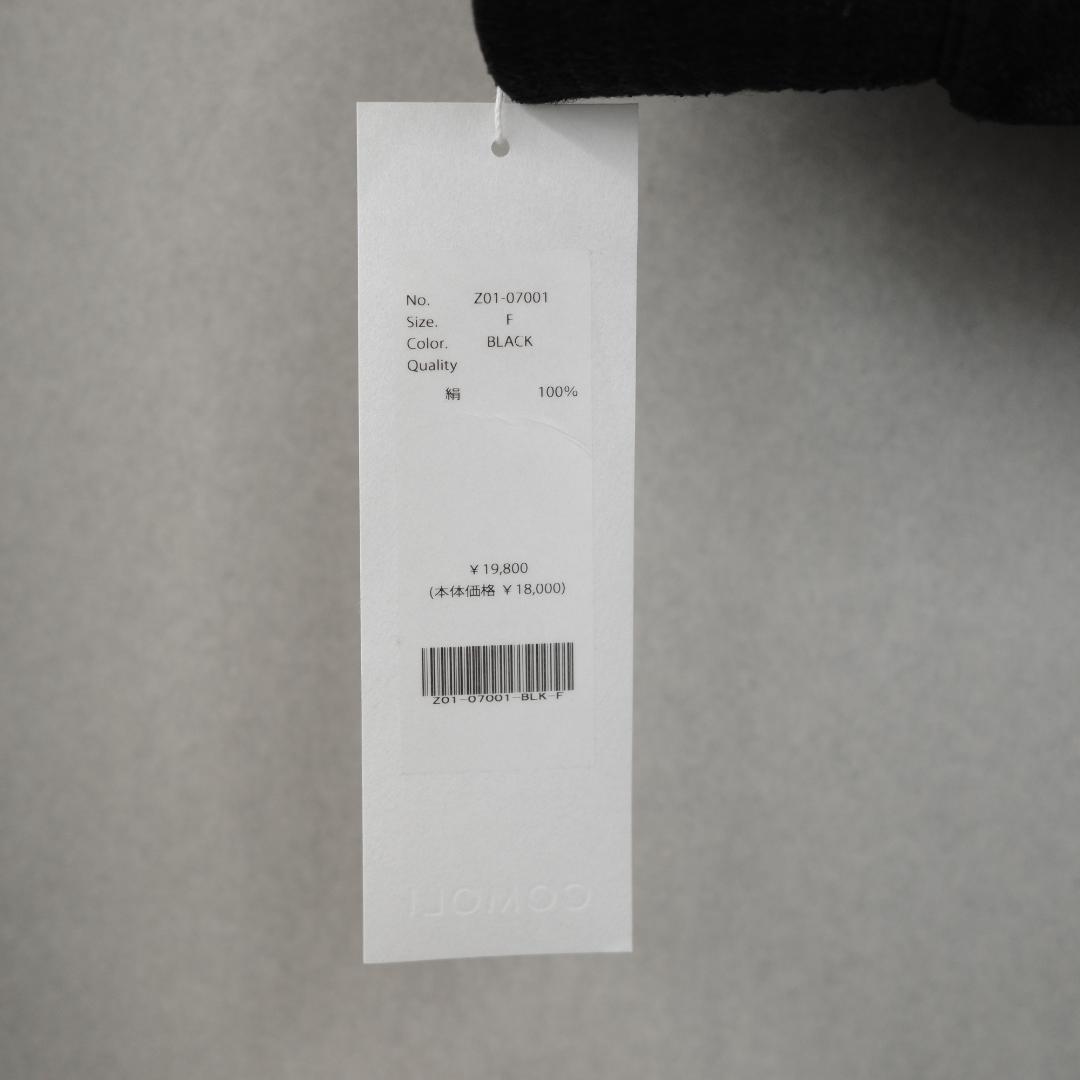 No. Z01-07001
Size. F
Color. BLACK
Quality
絹 100%
¥19,800
(本体価格 ¥18,000)
Z01-07001-BLK-F
COMOLI